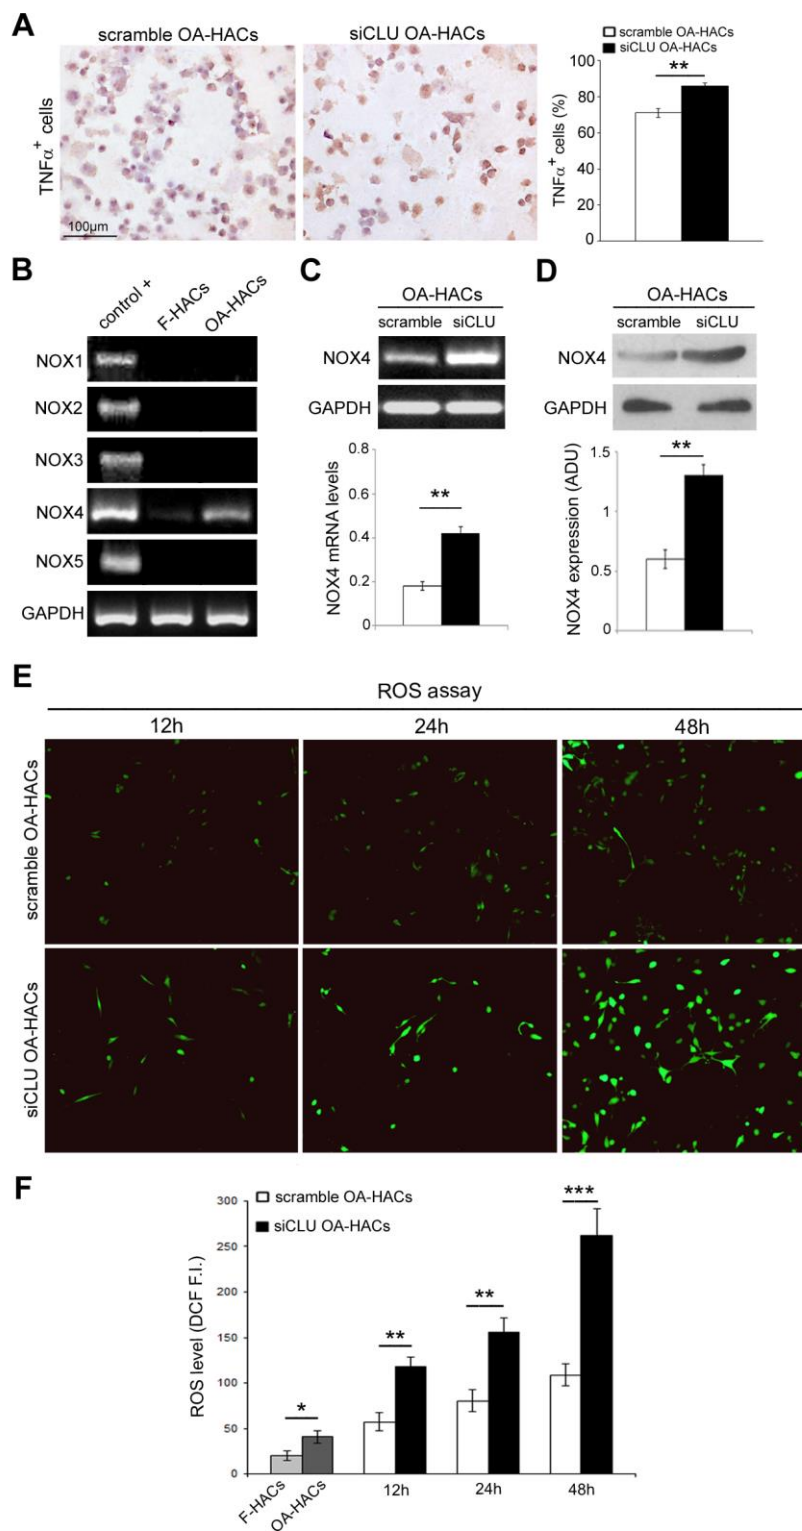 A
scramble OA-HACs
siCLU OA-HACs
scramble OA-HACs
siCLU OA-HACs
TNFα+ cells
100µm
TNFα+ cells (%)
100
80
60
40
20
0
**
B
control +
F-HACs
OA-HACs
NOX1
NOX2
NOX3
NOX4
NOX5
GAPDH
C
OA-HACs
scramble siCLU
NOX4
GAPDH
NOX4 mRNA levels
0.8
0.6
0.4
0.2
0
**
D
OA-HACs
scramble siCLU
NOX4
GAPDH
NOX4 expression (ADU)
1.5
1
0.5
0
**
E
ROS assay
12h 24h 48h
scramble OA-HACs
siCLU OA-HACs
F
scramble OA-HACs
siCLU OA-HACs
ROS level (DCF F.I.)
300
250
200
150
100
50
0
*
**
**
***
F-HACs
OA-HACs
12h
24h
48h